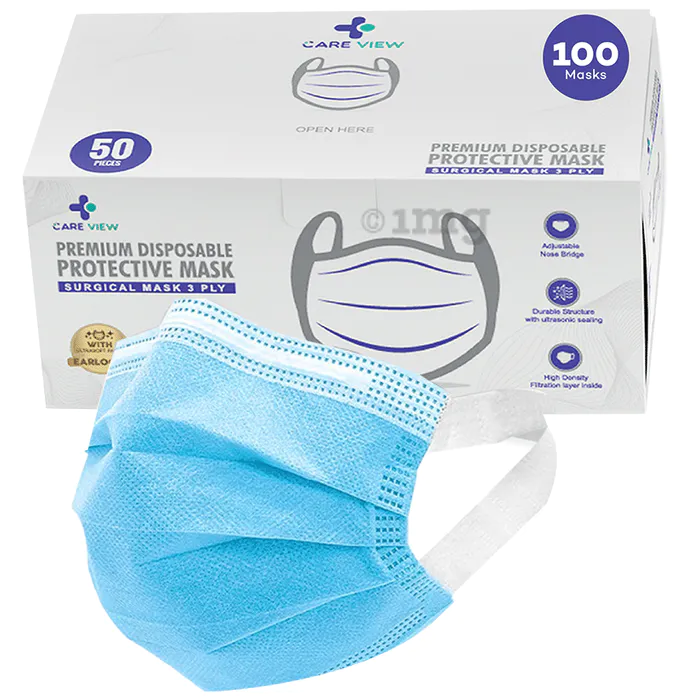 CARE VIEW
100
Masks
OPEN HERE
50
PIECES
PREMIUM DISPOSABLE
PROTECTIVE MASK
SURGICAL MASK 3 PLY
CARE VIEW
PREMIUM DISPOSABLE
PROTECTIVE MASK
SURGICAL MASK 3 PLY
© 1mg
Adjustable
Nose Bridge
Durable Structure
with ultrasonic sealing
High Density
Filtration layer inside
WITH
ULTRASOFT